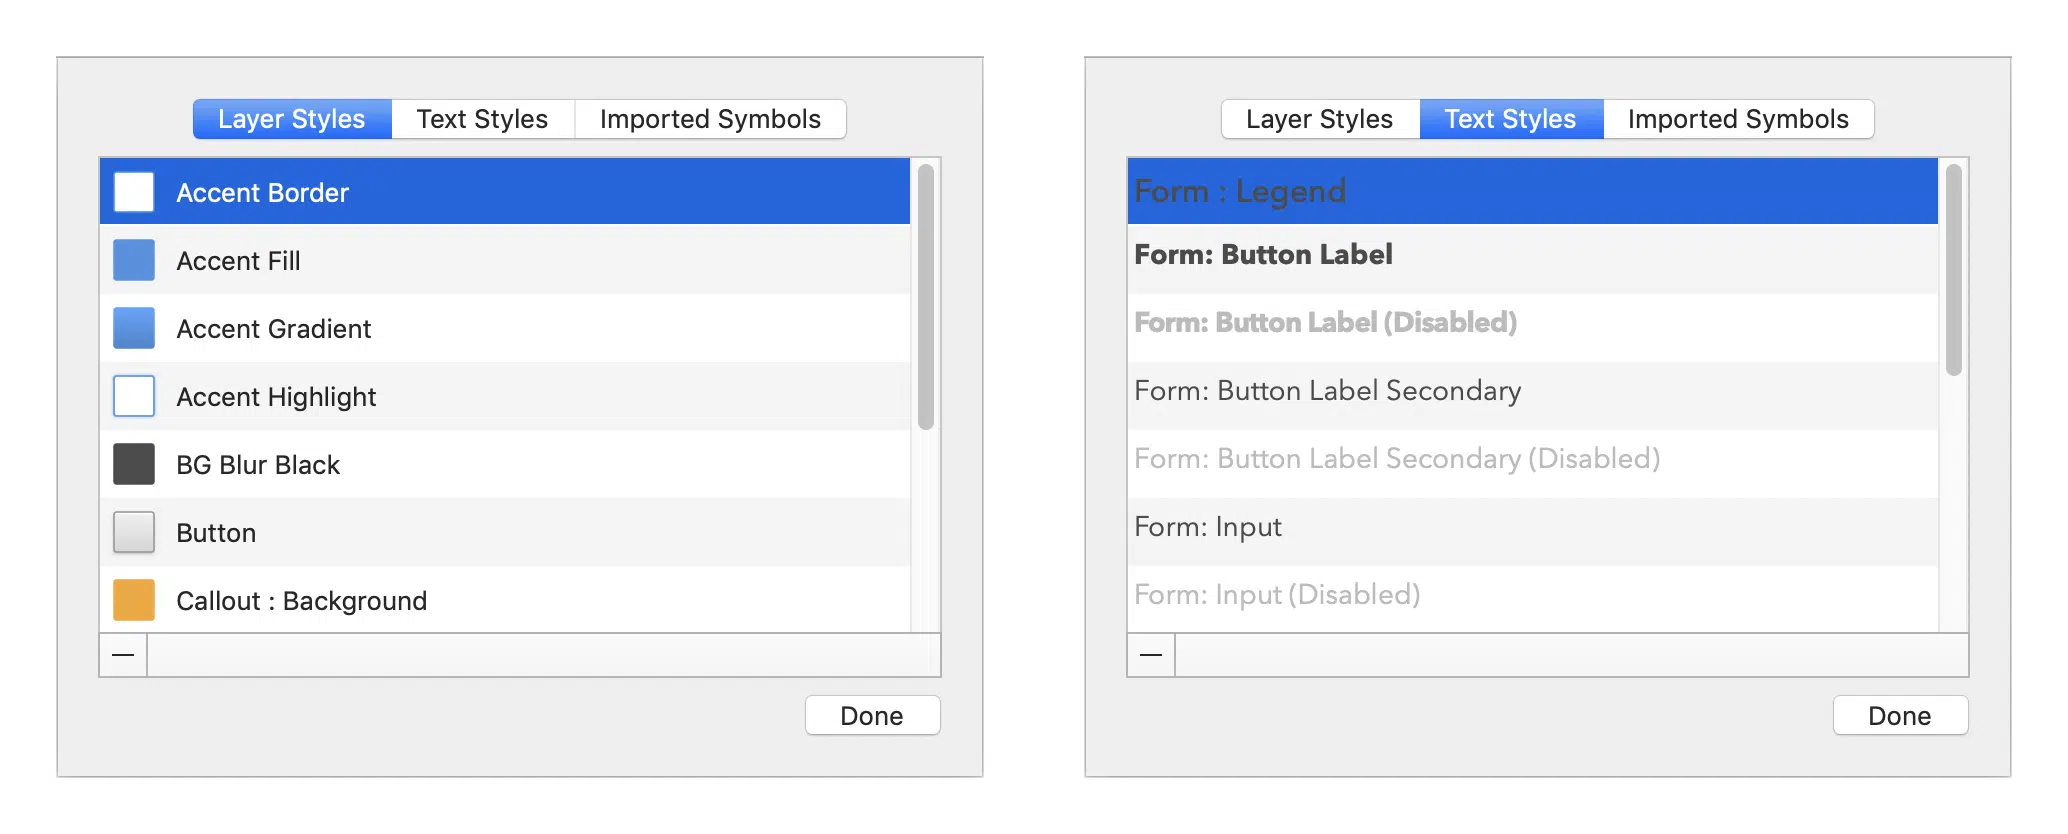 Layer Styles Text Styles Imported Symbols
Accent Border
Accent Fill
Accent Gradient
Accent Highlight
BG Blur Black
Button
Callout : Background
Done
Layer Styles Text Styles Imported Symbols
Form : Legend
Form: Button Label
Form: Button Label (Disabled)
Form: Button Label Secondary
Form: Button Label Secondary (Disabled)
Form: Input
Form: Input (Disabled)
Done